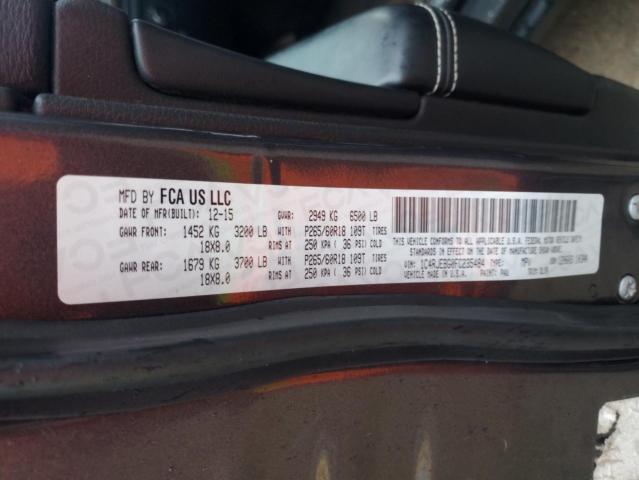 MFD BY FCA US LLC
DATE OF MFR(BUILT): 12-15 GVWR: 2949 KG 6500 LB
GAWR FRONT: 1452 KG 3200 LB WITH P265/60R18 109T TIRES
18X8.0 RIMS AT 250 KPA ( 36 PSI) COLD
GAWR REAR: 1679 KG 3700 LB WITH P265/60R18 109T TIRES
18X8.0 RIMS AT 250 KPA ( 36 PSI) COLD
THIS VEHICLE CONFORMS TO ALL APPLICABLE U.S.A. FEDERAL MOTOR VEHICLE SAFETY
STANDARDS IN EFFECT ON THE DATE OF MANUFACTURE SHOWN ABOVE.
VIN: TYPE: MPV
VEHICLE MADE IN U.S.A. PAINT: PAU TRIM: